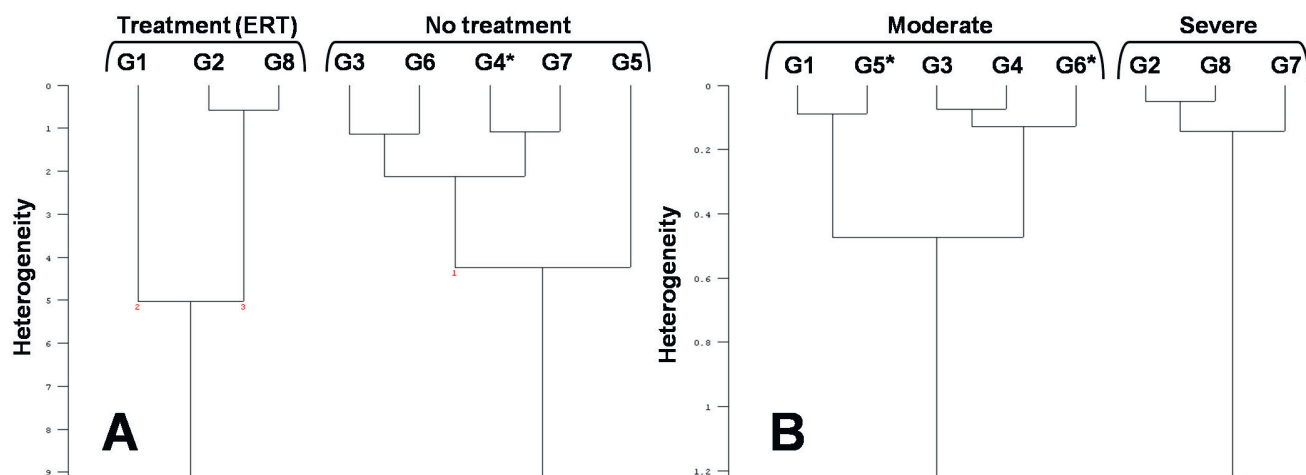 Treatment (ERT) No treatment
G1 G2 G8 G3 G6 G4* G7 G5
Heterogeneity
0
1
2
3
4
5
6
7
8
9
1
2 3
A
Moderate Severe
G1 G5* G3 G4 G6* G2 G8 G7
Heterogeneity
0
0.2
0.4
0.6
0.8
1
1.2
B